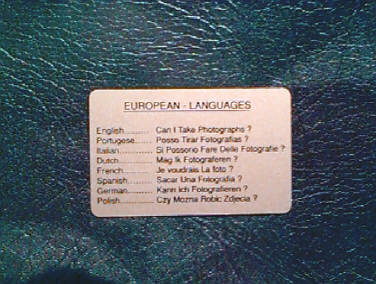 EUROPEAN - LANGUAGES
English.......... Can I Take Photographs ?
Portugese...... Posso Tirar Fotografias ?
Italian............ Si Possono Fare Delle Fotografie ?
Dutch............ Mag Ik Fotograferen ?
French........... Je voudrais La foto ?
Spanish......... Sacar Una Fotografia ?
German......... Kann ich Fotografieren ?
Polish............ Czy Mozna Robic Zdjecia ?